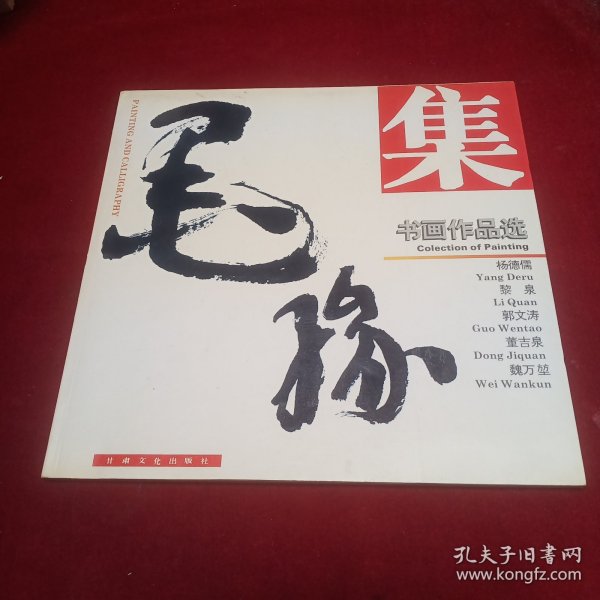 PAINTING AND CALLIGRAPHY
集
书画作品选
Colection of Painting
杨德儒
Yang Deru
黎 泉
Li Quan
郭文涛
Guo Wentao
董吉泉
Dong Jiquan
魏万堃
Wei Wankun
甘肃文化出版社
孔夫子旧书网
www.kongfz.com